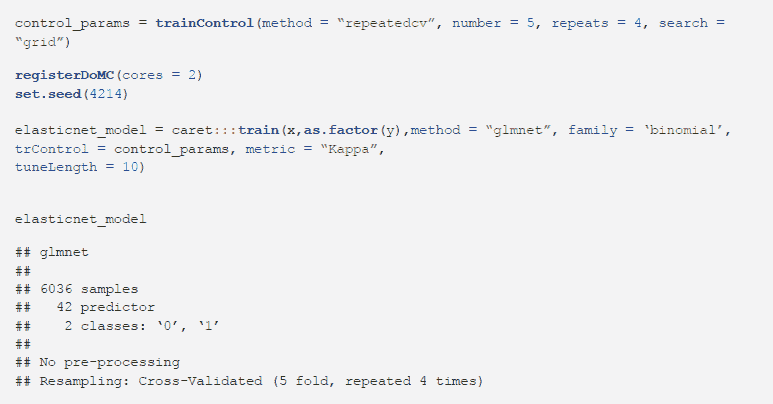 control_params = trainControl(method = “repeatedcv”, number = 5, repeats = 4, search =
“grid”)
registerDoMC(cores = 2)
set.seed(4214)
elasticnet_model = caret:::train(x,as.factor(y),method = “glmnet”, family = ‘binomial’,
trControl = control_params, metric = “Kappa”,
tuneLength = 10)
elasticnet_model
## glmnet
##
## 6036 samples
##   42 predictor
##    2 classes: ‘0’, ‘1’
##
## No pre-processing
## Resampling: Cross-Validated (5 fold, repeated 4 times)